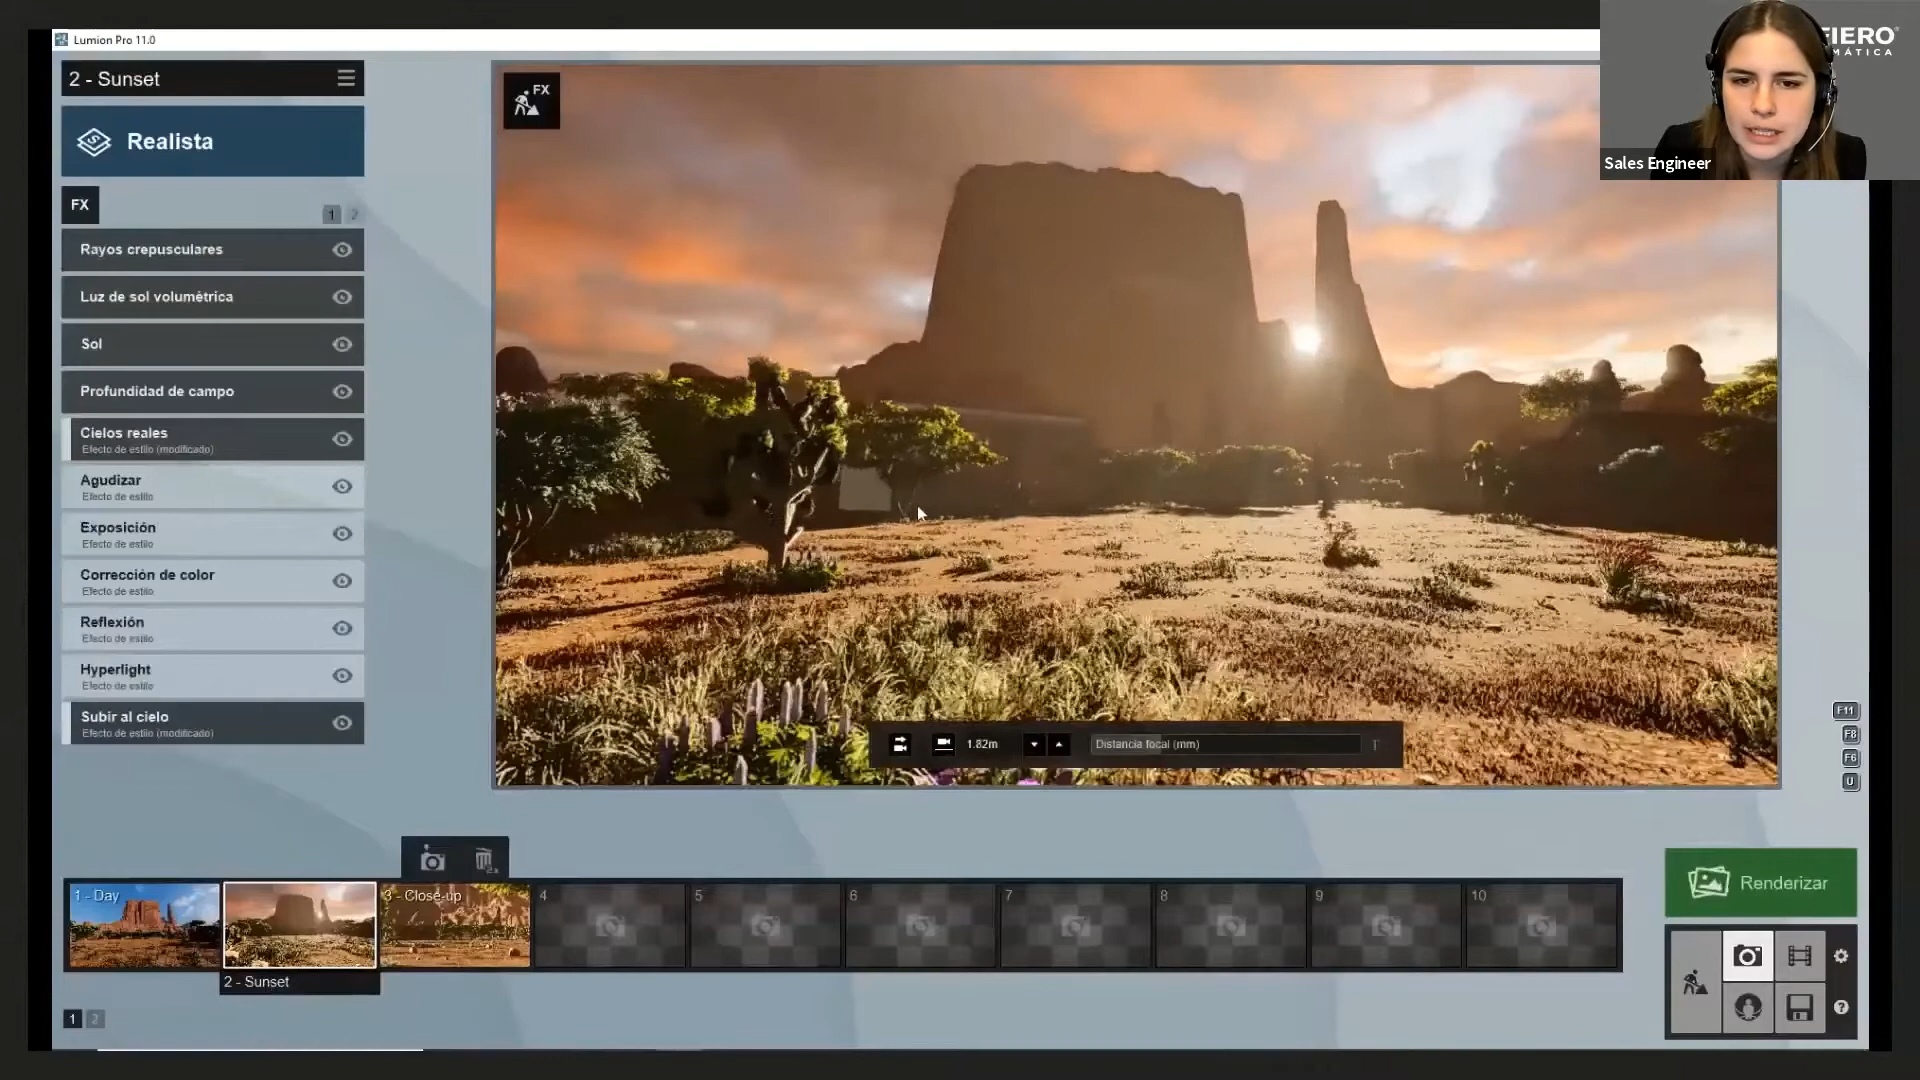 Lumion Pro 11.0
FIERO®
MÁTICA
Sales Engineer
2 - Sunset
Realista
FX
1 2
Rayos crepusculares
Luz de sol volumétrica
Sol
Profundidad de campo
Cielos reales
Efecto de estilo (modificado)
Agudizar
Efecto de estilo
Exposición
Efecto de estilo
Corrección de color
Efecto de estilo
Reflexión
Efecto de estilo
Hyperlight
Efecto de estilo
Subir al cielo
Efecto de estilo (modificado)
FX
1.82m
Distancia focal (mm)
F11
F8
F6
U
1 - Day
3 - Close-up
4
5
6
7
8
9
10
2 - Sunset
Renderizar
?
1 2